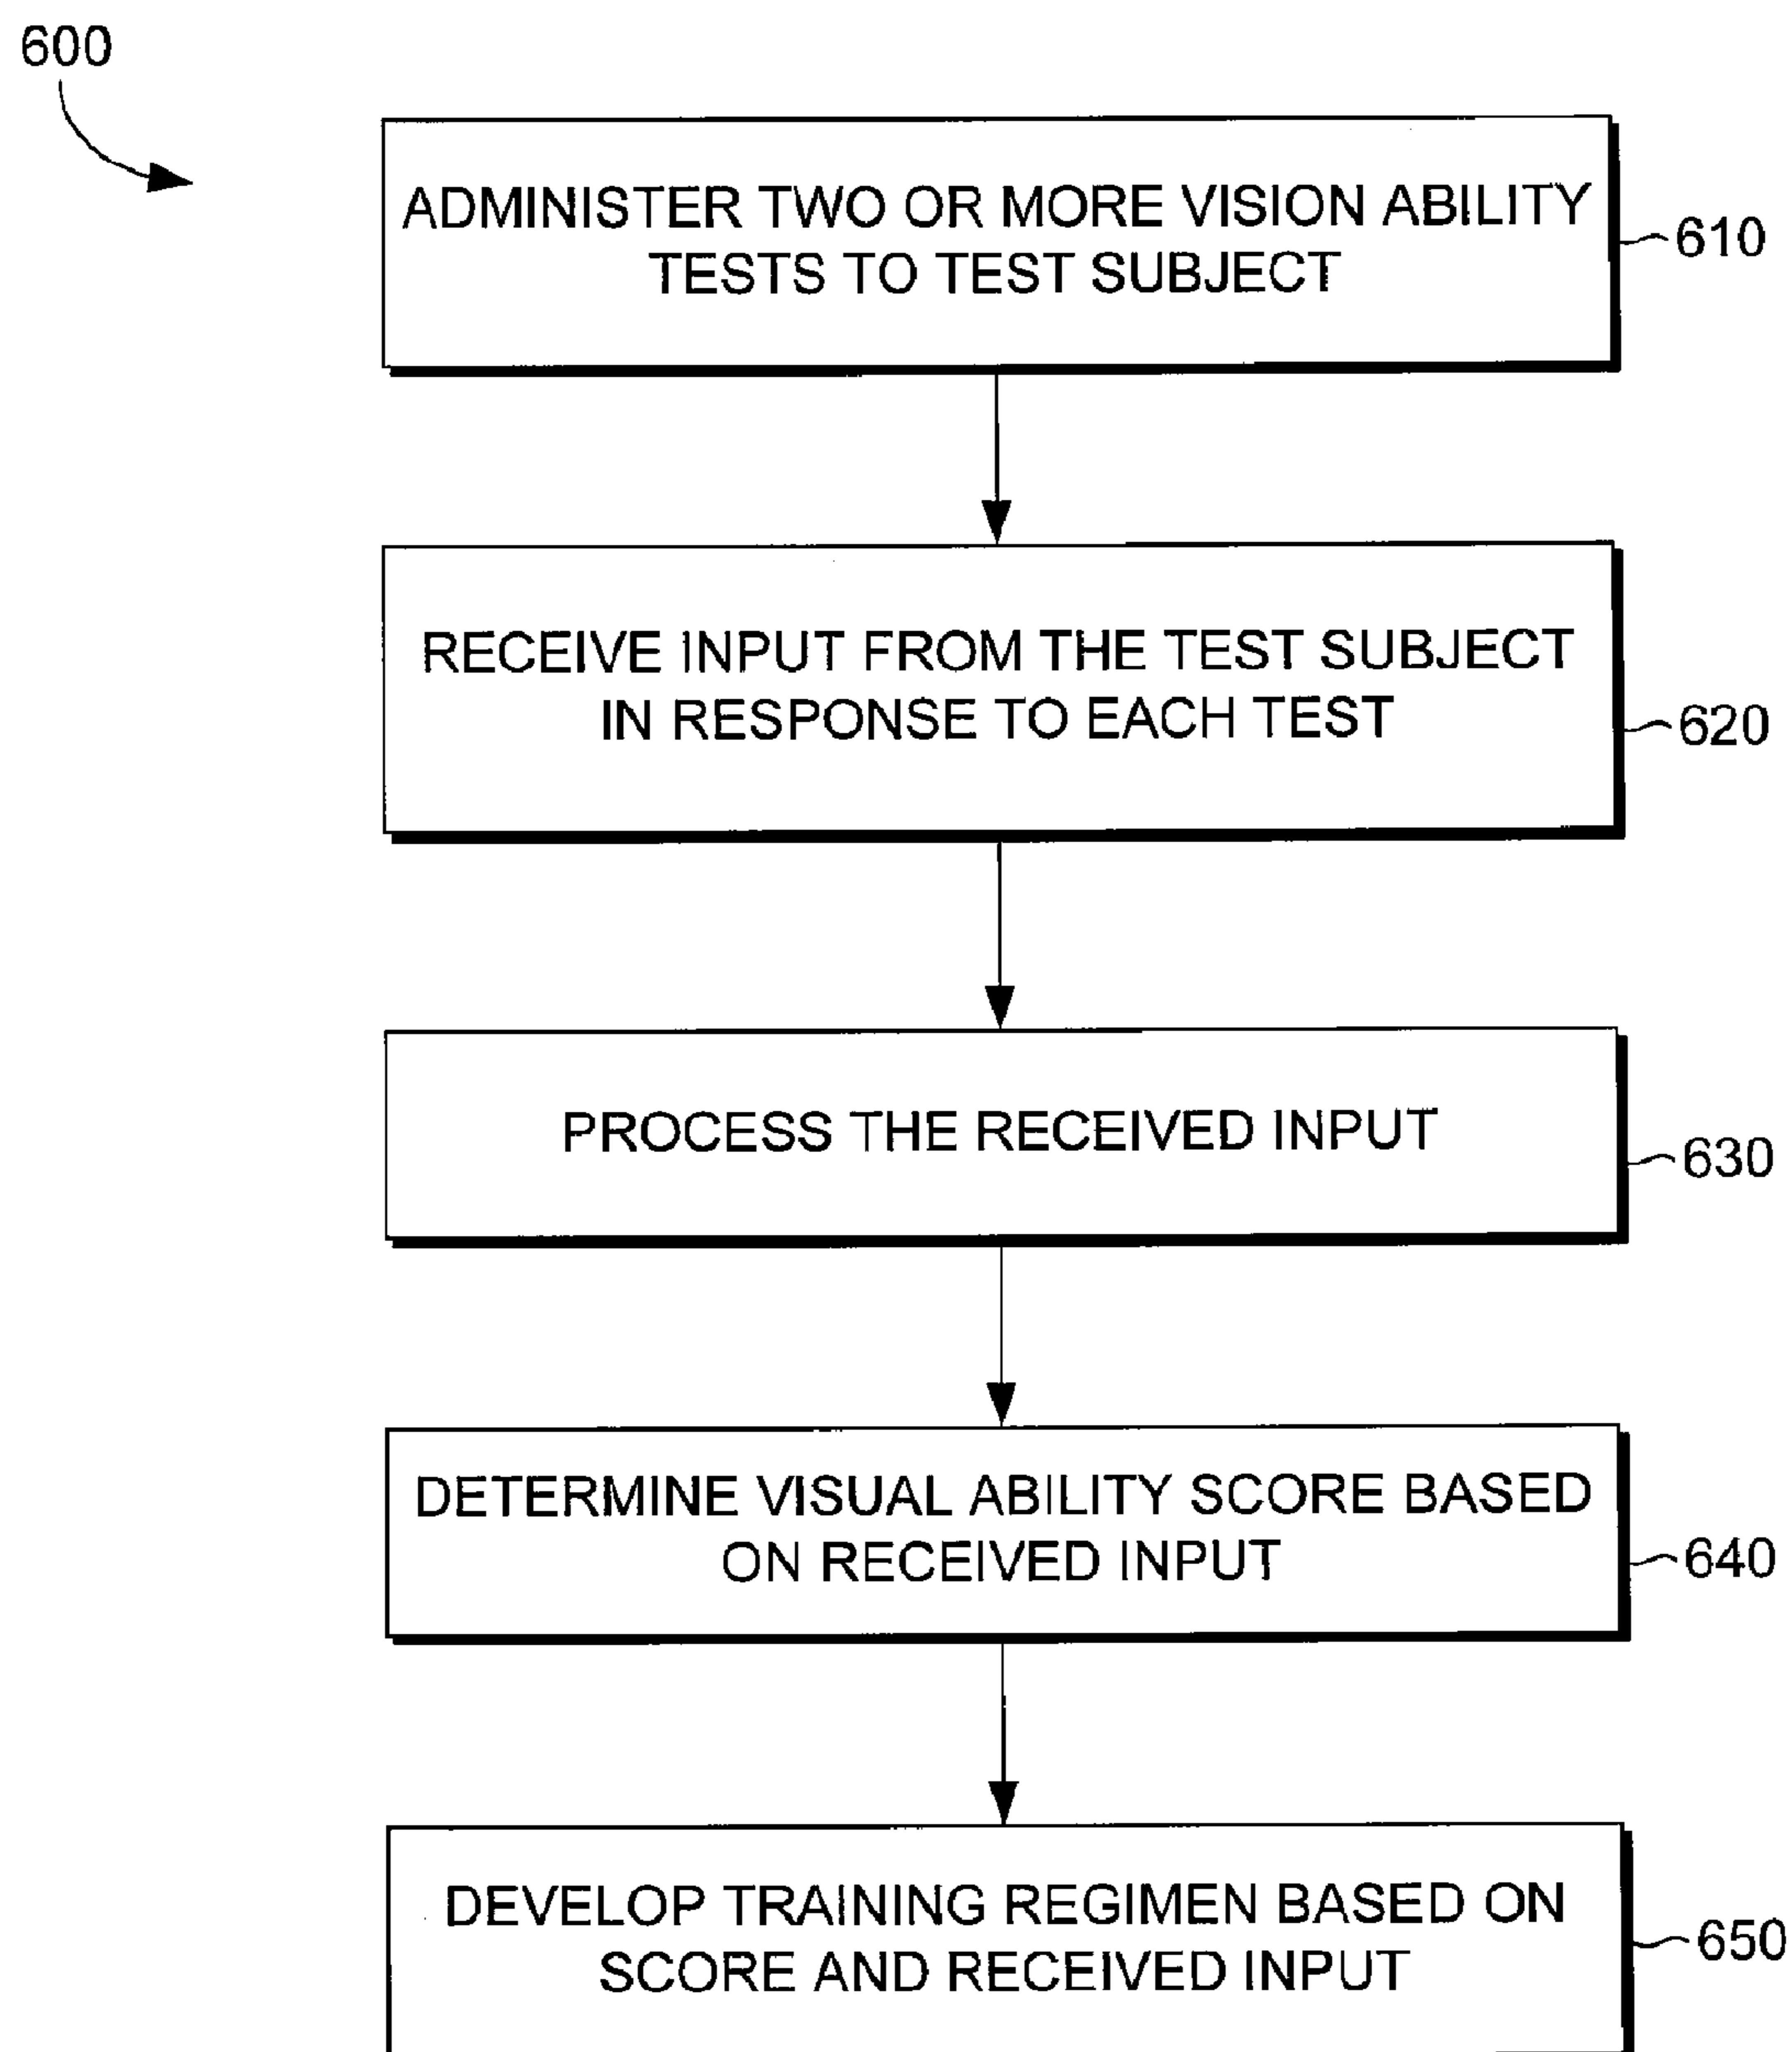 600
ADMINISTER TWO OR MORE VISION ABILITY
TESTS TO TEST SUBJECT
610
RECEIVE INPUT FROM THE TEST SUBJECT
IN RESPONSE TO EACH TEST
620
PROCESS THE RECEIVED INPUT
630
DETERMINE VISUAL ABILITY SCORE BASED
ON RECEIVED INPUT
640
DEVELOP TRAINING REGIMEN BASED ON
SCORE AND RECEIVED INPUT
650